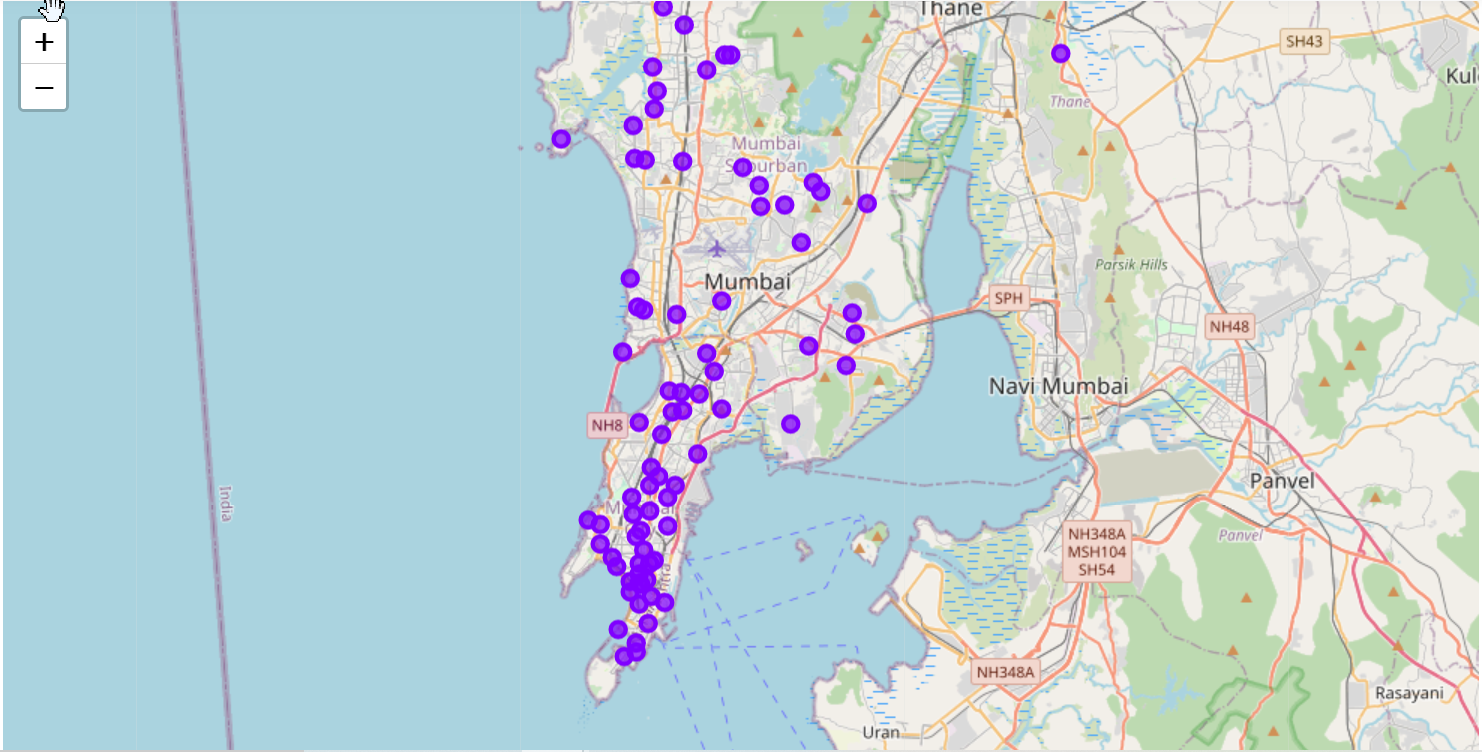 +
−
Thane
SH43
Thane
Mumbai
Suburban
Parsik Hills
Mumbai
SPH
NH48
Navi Mumbai
NH8
Panvel
India
NH348A
MSH104
SH54
Panvel
NH348A
Rasayani
Uran